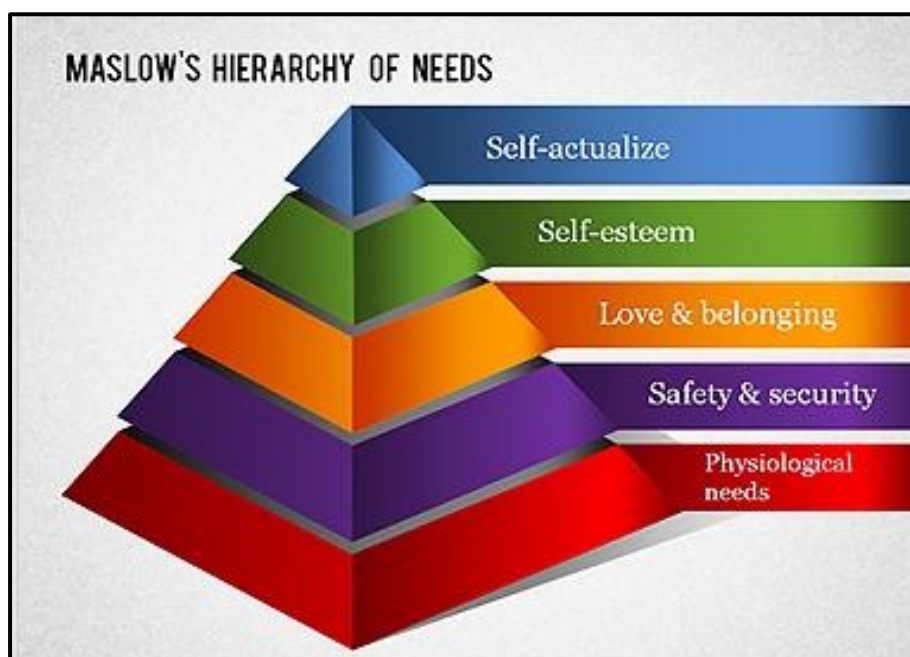 MASLOW'S HIERARCHY OF NEEDS
Self-actualize
Self-esteem
Love & belonging
Safety & security
Physiological
needs